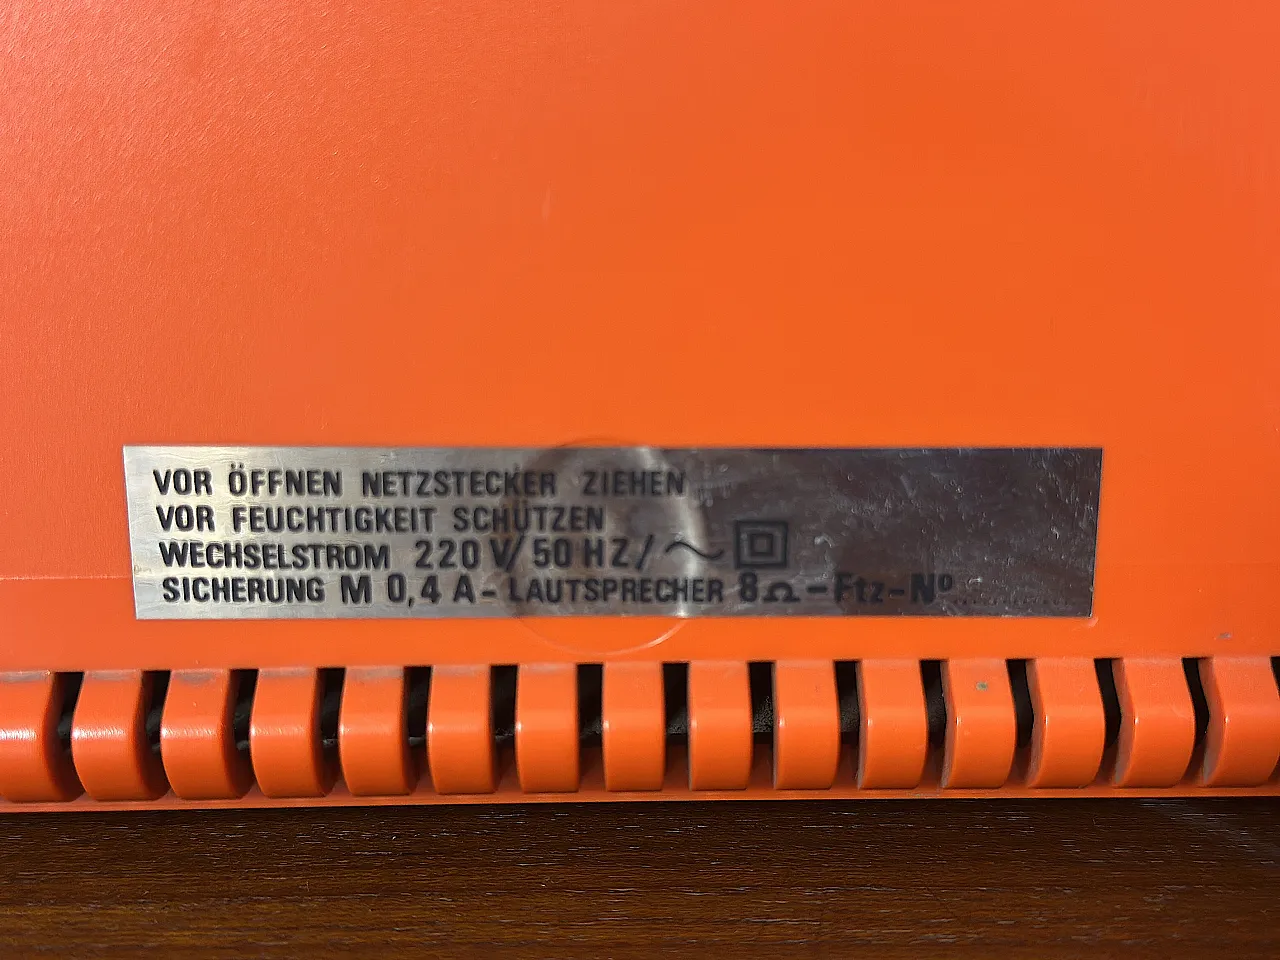 VOR ÖFFNEN NETZSTECKER ZIEHEN
VOR FEUCHTIGKEIT SCHÜTZEN
WECHSELSTROM 220 V/50 HZ/~
SICHERUNG M 0,4 A-LAUTSPRECHER 8Ω-Ftz-Nº..............